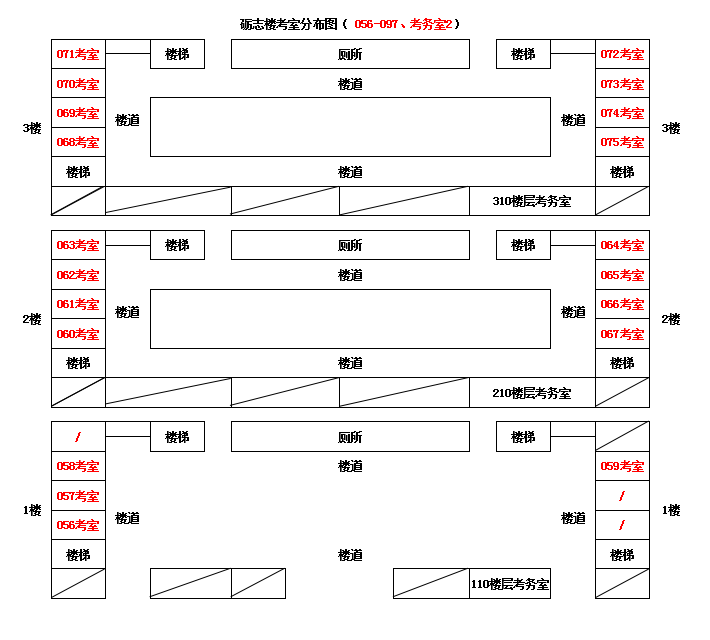 砺志楼考室分布图（ 056-097、考务室2）
071考室 楼梯 厕所 楼梯 072考室
070考室 楼道 073考室
069考室 074考室
楼道 楼道
3楼 3楼
068考室 075考室
楼梯 楼道 楼梯
310楼层考务室
063考室 楼梯 厕所 楼梯 064考室
062考室 楼道 065考室
061考室 066考室
楼道 楼道
2楼 2楼
060考室 067考室
楼梯 楼道 楼梯
210楼层考务室
/ 楼梯 厕所 楼梯
058考室 楼道 059考室
057考室 /
1楼 1楼
楼道 楼道
056考室 /
楼梯 楼道 楼梯
110楼层考务室